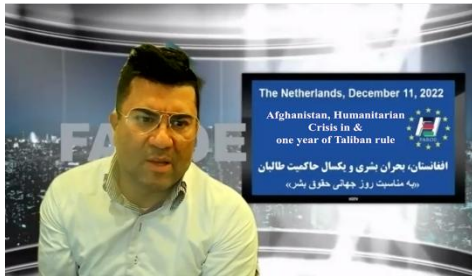 The Netherlands, December 11, 2022
Afghanistan, Humanitarian
Crisis in &
one year of Taliban rule
افغانستان، بحران بشری و یکسال حاکمیت طالبان
«به مناسبت روز جهانی حقوق بشر»